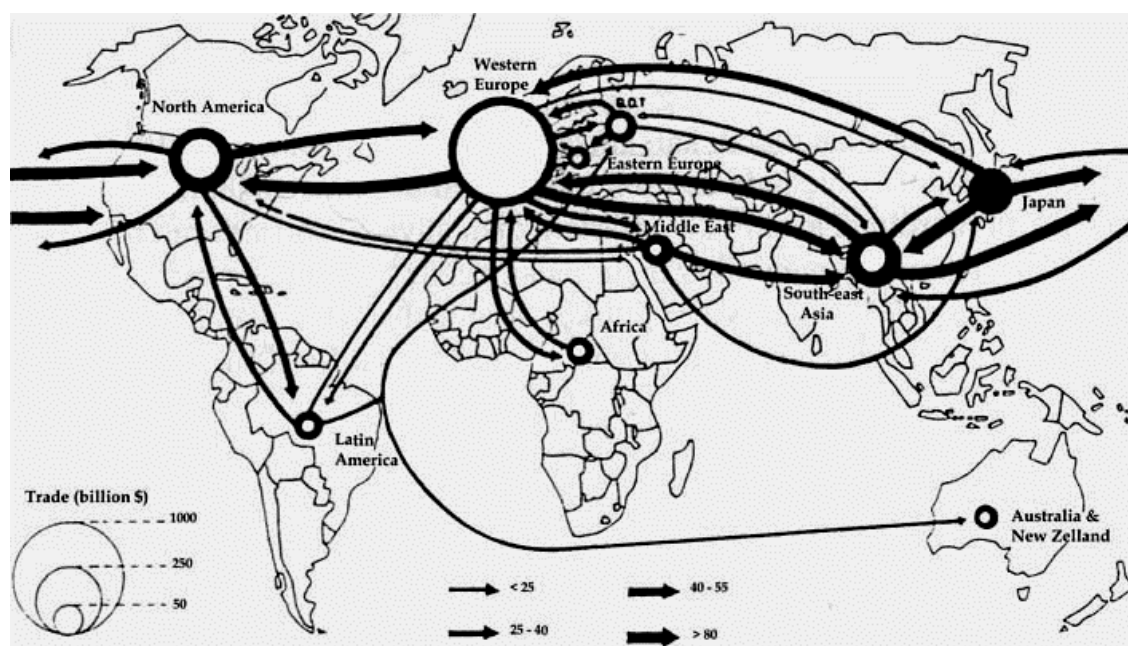 Western
Europe
North America
Eastern Europe
Middle East
Japan
South-east
Asia
Africa
Latin
America
Australia &
New Zelland
Trade (billion $)
1000
250
50
< 25
40 - 55
25 - 40
> 80